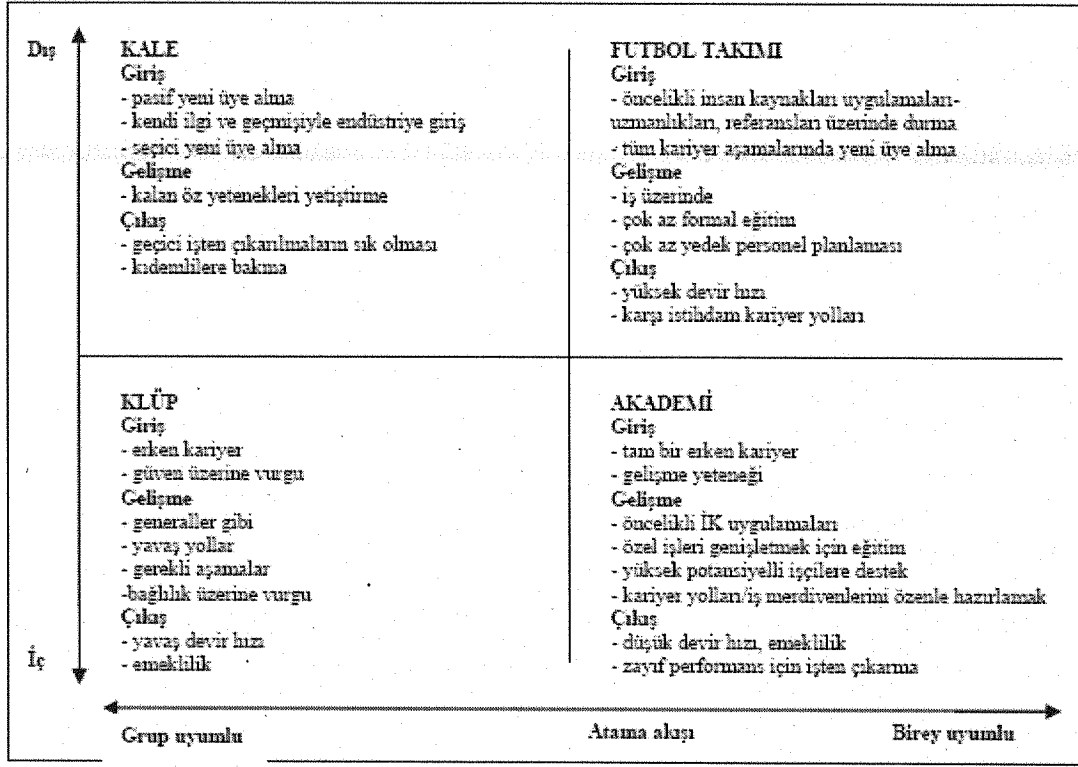 Dış
KALE
Giriş
- pasif yeni üye alma
- kendi ilgi ve geçmişiyle endüstriye giriş
- seçici yeni üye alma
Gelişme
- kalan öz yetenekleri yetiştirme
Çıkış
- geçici işten çıkarılmaların sık olması
- kıdemlilere bakma
FUTBOL TAKIMI
Giriş
- öncelikli insan kaynakları uygulamaları-
uzmanlıkları, referansları üzerinde durma
- tüm kariyer aşamalarında yeni üye alma
Gelişme
- iş üzerinde
- çok az formal eğitim
- çok az yedek personel planlaması
Çıkış
- yüksek devir hızı
- karşı istihdam kariyer yolları
KLÜP
Giriş
- erken kariyer
- güven üzerine vurgu
Gelişme
- generaller gibi
- yavaş yollar
- gerekli aşamalar
-bağlılık üzerine vurgu
Çıkış
- yavaş devir hızı
- emeklilik
AKADEMİ
Giriş
- tam bir erken kariyer
- gelişme yeteneği
Gelişme
- öncelikli İK uygulamaları
- özel işleri genişletmek için eğitim
- yüksek potansiyelli işçilere destek
- kariyer yolları/iş merdivenlerini özenle hazırlamak
Çıkış
- düşük devir hızı, emeklilik
- zayıf performans için işten çıkarma
İç
Grup uyumlu
Atama akışı
Birey uyumlu